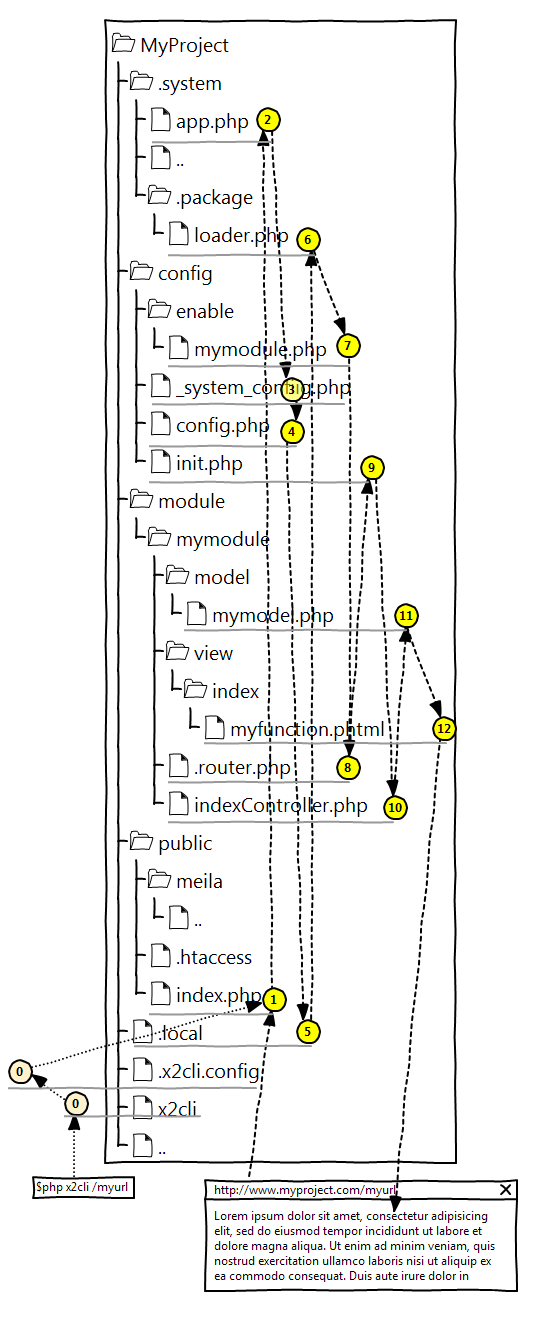 MyProject
.system
app.php 2
..
.package
loader.php 6
config
enable
mymodule.php 7
_system_config.php 3
config.php 4
init.php 9
module
mymodule
model
mymodel.php 11
view
index
myfunction.phtml 12
.router.php 8
indexController.php 10
public
meila
..
.htaccess
index.php 1
.local 5
0 .x2cli.config
0 x2cli
..
$php x2cli /myurl
http://www.myproject.com/myurl
Lorem ipsum dolor sit amet, consectetur adipisicing
elit, sed do eiusmod tempor incididunt ut labore et
dolore magna aliqua. Ut enim ad minim veniam, quis
nostrud exercitation ullamco laboris nisi ut aliquip ex
ea commodo consequat. Duis aute irure dolor in